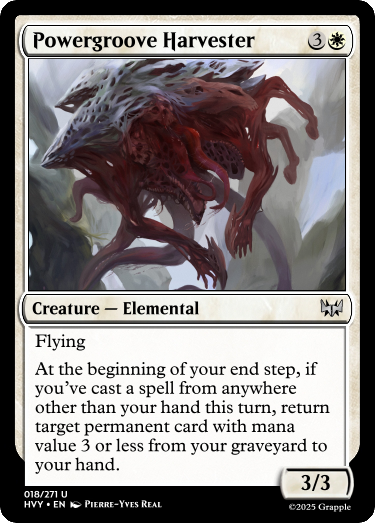 Powergroove Harvester 3
Creature — Elemental
Flying
At the beginning of your end step, if
you've cast a spell from anywhere
other than your hand this turn, return
target permanent card with mana
value 3 or less from your graveyard to
your hand.
3/3
018/271 U
HVY • EN Pierre-Yves Real
©2025 Grapple